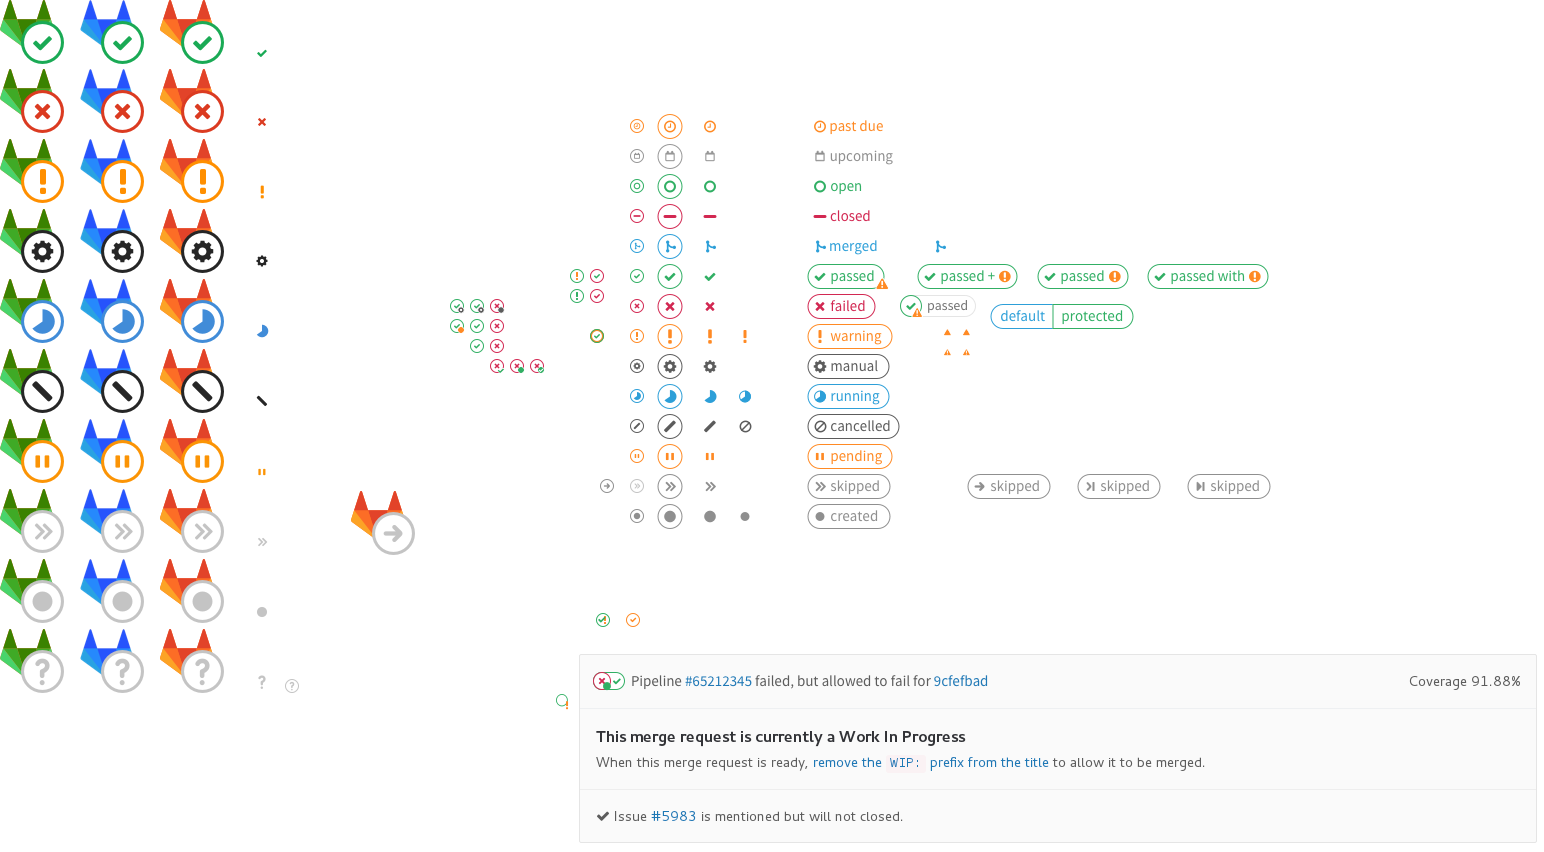 past due
upcoming
open
closed
merged
passed passed + passed passed with
failed passed
default protected
warning
manual
running
cancelled
pending
skipped skipped skipped skipped
created
Pipeline #65212345 failed, but allowed to fail for 9cfefbad Coverage 91.88%
This merge request is currently a Work In Progress
When this merge request is ready, remove the WIP: prefix from the title to allow it to be merged.
Issue #5983 is mentioned but will not closed.